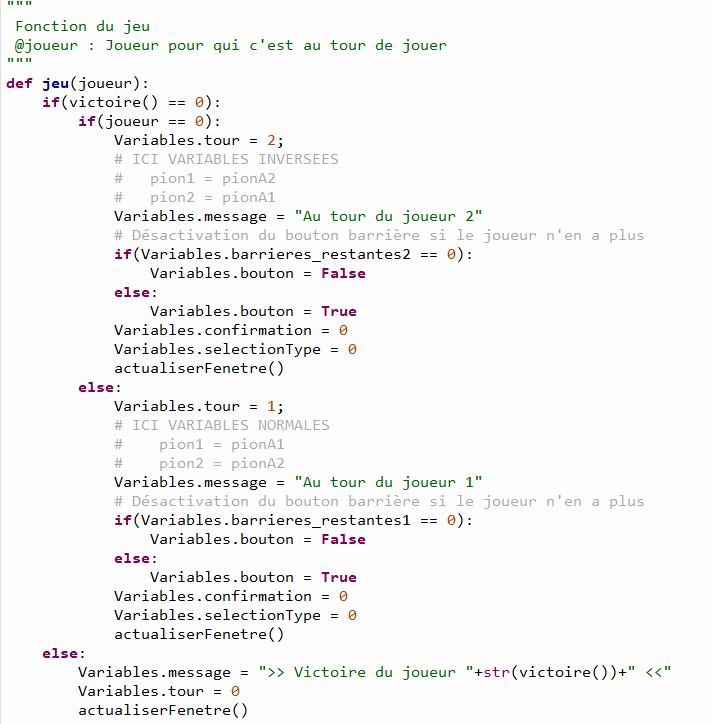 """
 Fonction du jeu
 @joueur : Joueur pour qui c'est au tour de jouer
"""
def jeu(joueur):
    if(victoire() == 0):
        if(joueur == 0):
            Variables.tour = 2;
            # ICI VARIABLES INVERSEES
            #   pion1 = pionA2
            #   pion2 = pionA1
            Variables.message = "Au tour du joueur 2"
            # Désactivation du bouton barrière si le joueur n'en a plus
            if(Variables.barrieres_restantes2 == 0):
                Variables.bouton = False
            else:
                Variables.bouton = True
            Variables.confirmation = 0
            Variables.selectionType = 0
            actualiserFenetre()
        else:
            Variables.tour = 1;
            # ICI VARIABLES NORMALES
            #    pion1 = pionA1
            #    pion2 = pionA2
            Variables.message = "Au tour du joueur 1"
            # Désactivation du bouton barrière si le joueur n'en a plus
            if(Variables.barrieres_restantes1 == 0):
                Variables.bouton = False
            else:
                Variables.bouton = True
            Variables.confirmation = 0
            Variables.selectionType = 0
            actualiserFenetre()
    else:
        Variables.message = ">> Victoire du joueur "+str(victoire())+" <<"
        Variables.tour = 0
        actualiserFenetre()